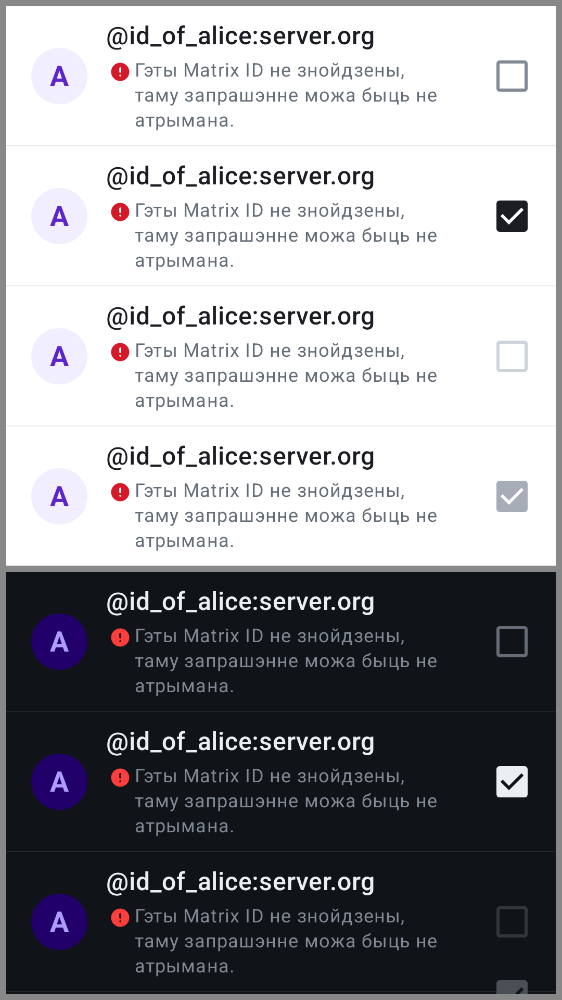 @id_of_alice:server.org
A
Гэты Matrix ID не знойдзены,
таму запрашэнне можа быць не
атрымана.
@id_of_alice:server.org
A
Гэты Matrix ID не знойдзены,
таму запрашэнне можа быць не
атрымана.
@id_of_alice:server.org
A
Гэты Matrix ID не знойдзены,
таму запрашэнне можа быць не
атрымана.
@id_of_alice:server.org
A
Гэты Matrix ID не знойдзены,
таму запрашэнне можа быць не
атрымана.
@id_of_alice:server.org
A
Гэты Matrix ID не знойдзены,
таму запрашэнне можа быць не
атрымана.
@id_of_alice:server.org
A
Гэты Matrix ID не знойдзены,
таму запрашэнне можа быць не
атрымана.
@id_of_alice:server.org
A
Гэты Matrix ID не знойдзены,
таму запрашэнне можа быць не
атрымана.